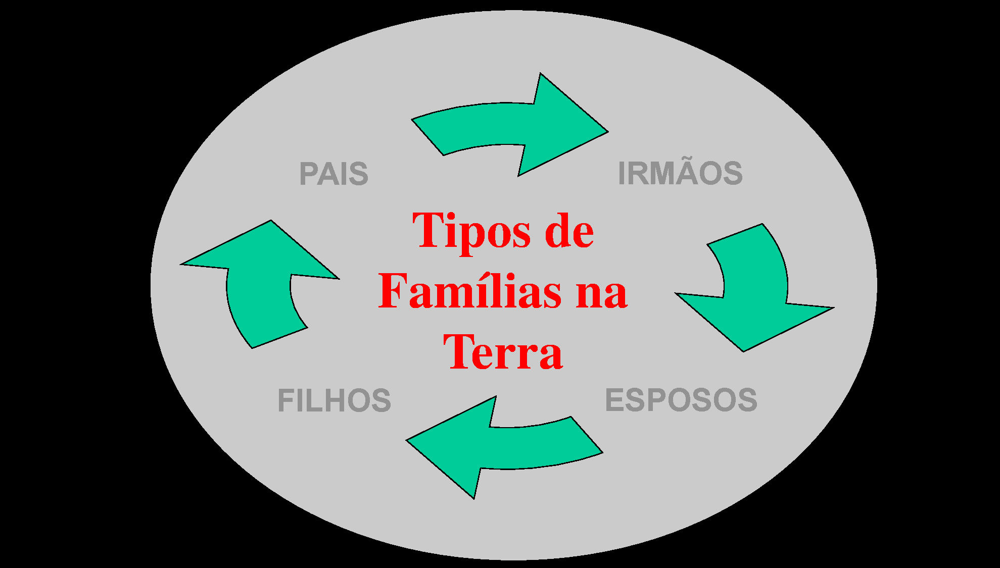 PAIS
IRMÃOS
Tipos de
Famílias na
Terra
FILHOS
ESPOSOS